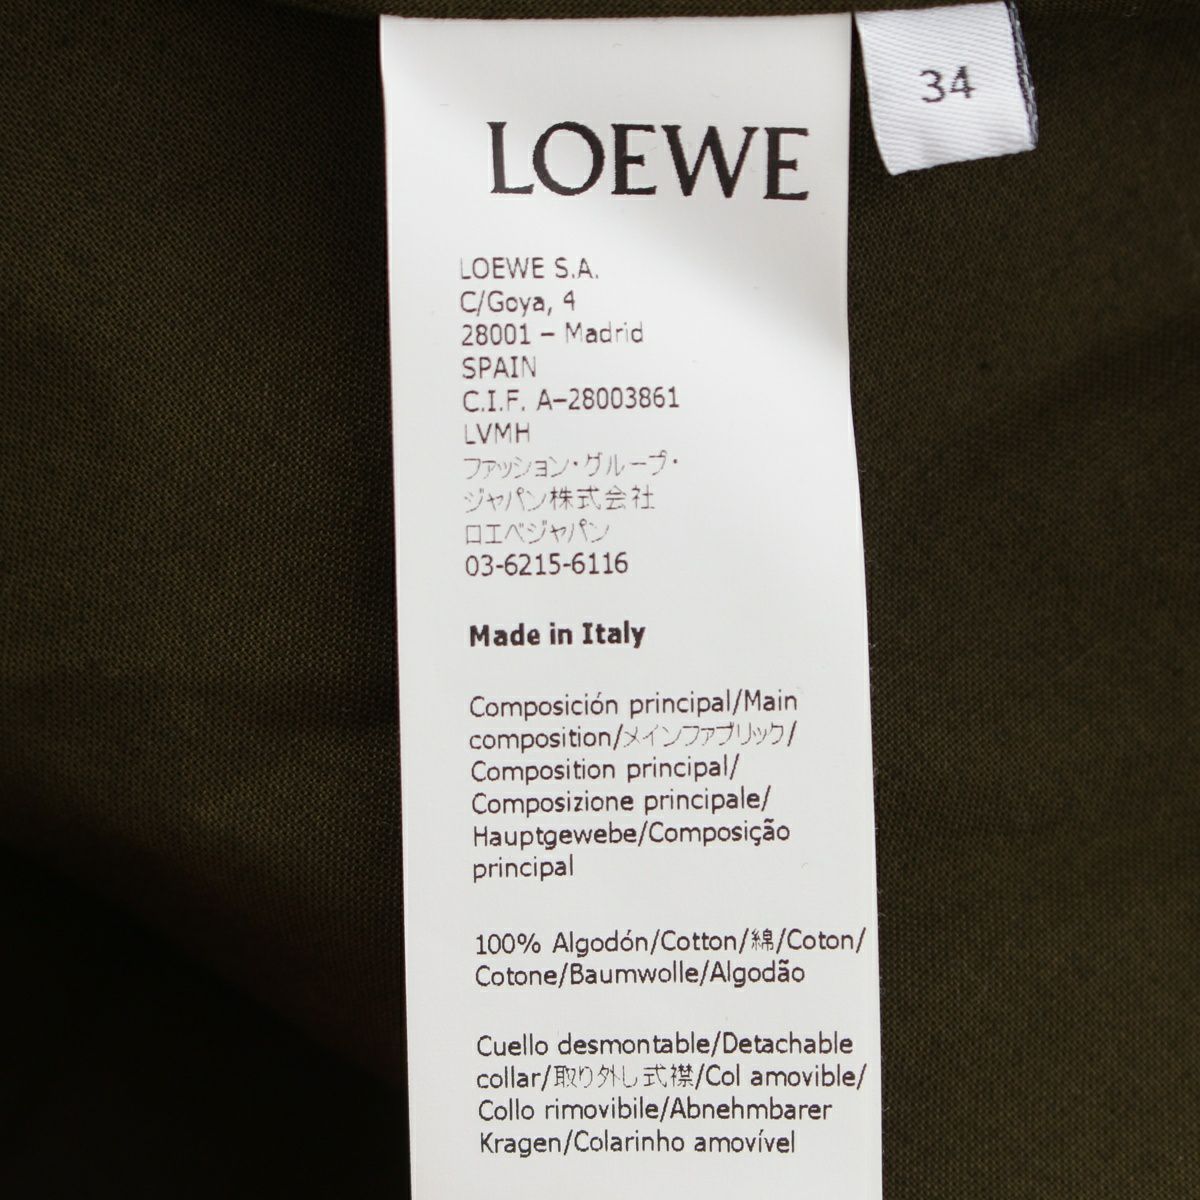 34
LOEWE
LOEWE S.A.
C/Goya, 4
28001 – Madrid
SPAIN
C.I.F. A–28003861
LVMH
ファッション・グループ・
ジャパン株式会社
ロエベジャパン
03-6215-6116
Made in Italy
Composición principal/Main
composition/メインファブリック/
Composition principal/
Composizione principale/
Hauptgewebe/Composição
principal
100% Algodón/Cotton/綿/Coton/
Cotone/Baumwolle/Algodão
Cuello desmontable/Detachable
collar/取り外し式襟/Col amovible/
Collo rimovibile/Abnehmbarer
Kragen/Colarinho amovível